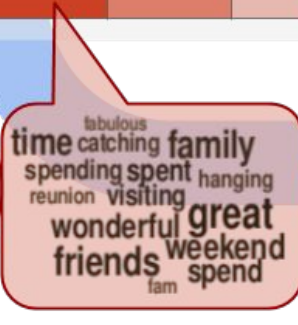 fabulous
time catching family
spending spent hanging
reunion visiting
wonderful great
friends weekend
spend
fam